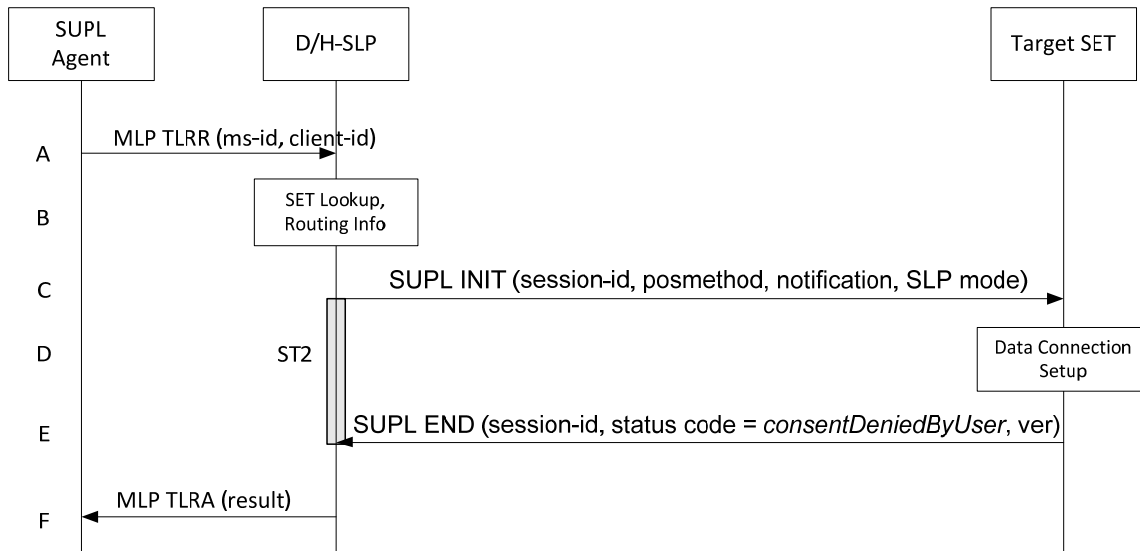 SUPL
Agent
D/H-SLP
Target SET
A
MLP TLRR (ms-id, client-id)
B
SET Lookup,
Routing Info
C
SUPL INIT (session-id, posmethod, notification, SLP mode)
D
ST2
Data Connection
Setup
E
SUPL END (session-id, status code = consentDeniedByUser, ver)
F
MLP TLRA (result)